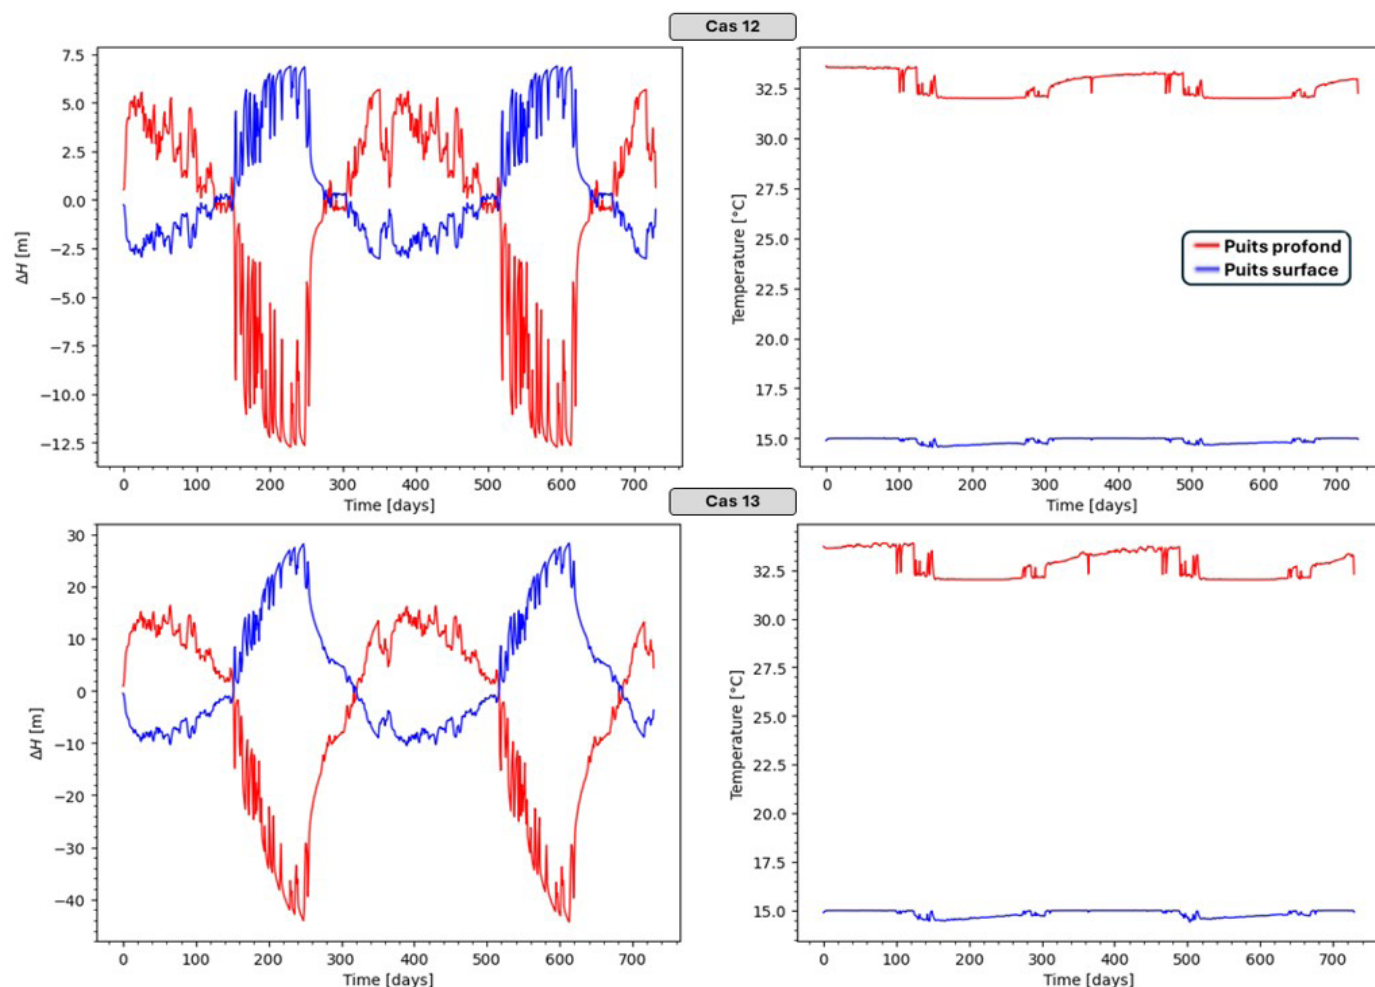 Cas 12
7.5
5.0
2.5
0.0
−2.5
−5.0
−7.5
−10.0
−12.5
ΔH [m]
0 100 200 300 400 500 600 700
Time [days]
32.5
30.0
27.5
25.0
22.5
20.0
17.5
15.0
Temperature [°C]
Puits profond
Puits surface
0 100 200 300 400 500 600 700
Time [days]
Cas 13
30
20
10
0
−10
−20
−30
−40
ΔH [m]
0 100 200 300 400 500 600 700
Time [days]
32.5
30.0
27.5
25.0
22.5
20.0
17.5
15.0
Temperature [°C]
0 100 200 300 400 500 600 700
Time [days]